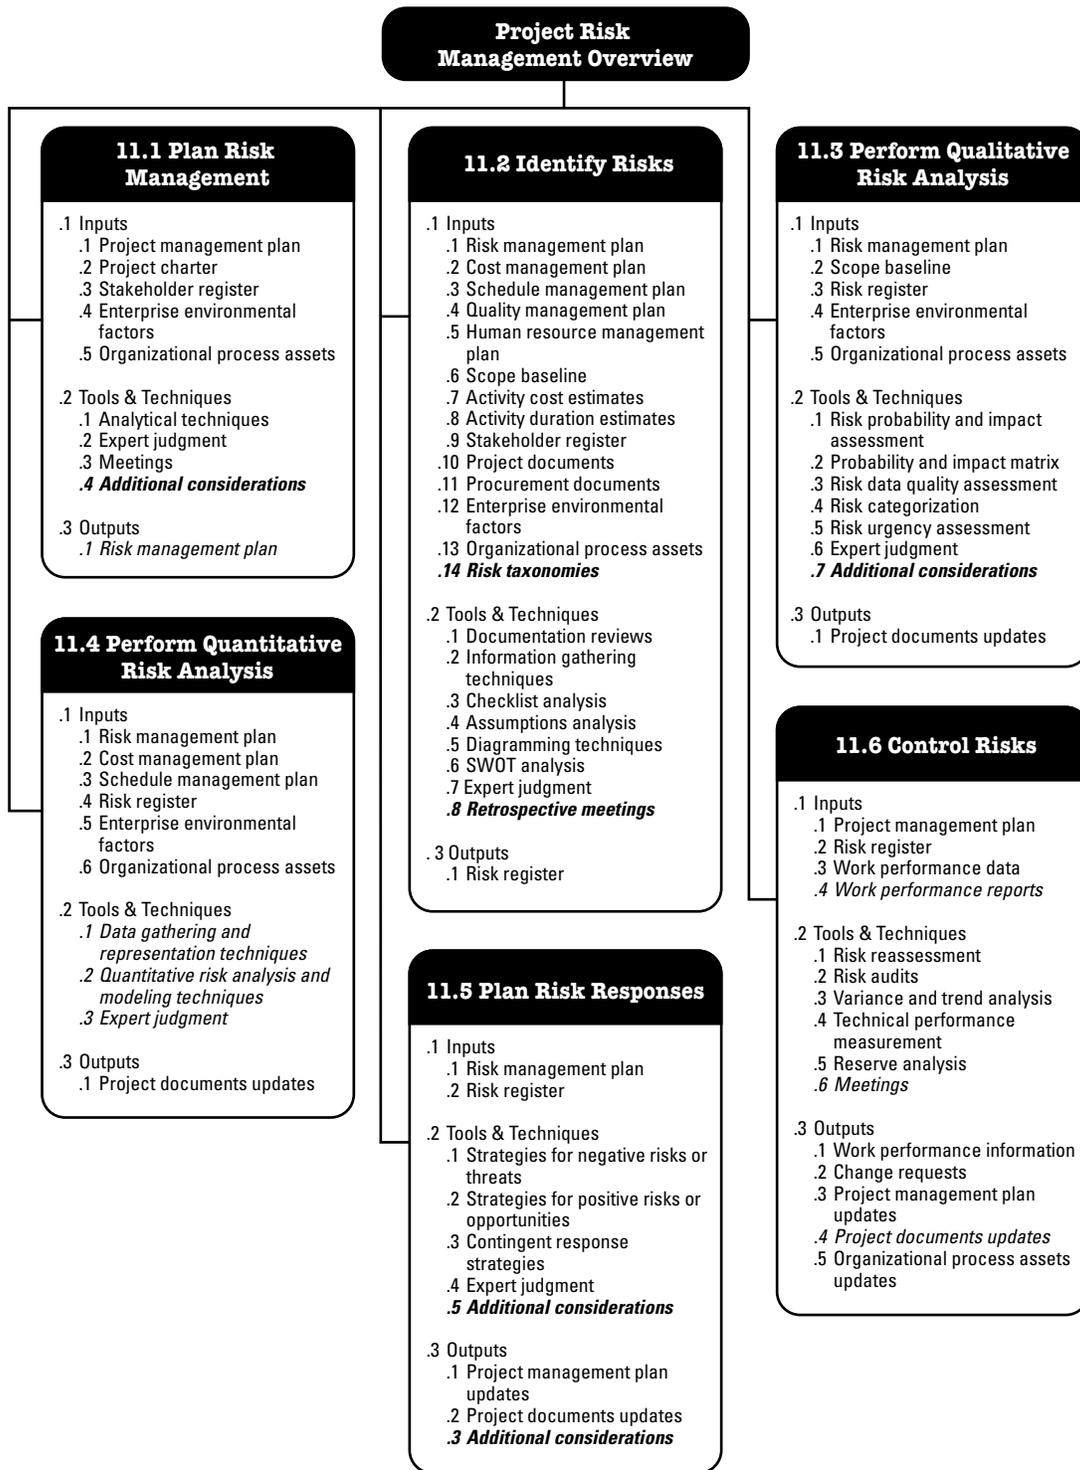 Project Risk
Management Overview
11.1 Plan Risk
Management
.1 Inputs
.1 Project management plan
.2 Project charter
.3 Stakeholder register
.4 Enterprise environmental
factors
.5 Organizational process assets
.2 Tools & Techniques
.1 Analytical techniques
.2 Expert judgment
.3 Meetings
.4 Additional considerations
.3 Outputs
.1 Risk management plan
11.2 Identify Risks
.1 Inputs
.1 Risk management plan
.2 Cost management plan
.3 Schedule management plan
.4 Quality management plan
.5 Human resource management
plan
.6 Scope baseline
.7 Activity cost estimates
.8 Activity duration estimates
.9 Stakeholder register
.10 Project documents
.11 Procurement documents
.12 Enterprise environmental
factors
.13 Organizational process assets
.14 Risk taxonomies
.2 Tools & Techniques
.1 Documentation reviews
.2 Information gathering
techniques
.3 Checklist analysis
.4 Assumptions analysis
.5 Diagramming techniques
.6 SWOT analysis
.7 Expert judgment
.8 Retrospective meetings
. 3 Outputs
.1 Risk register
11.3 Perform Qualitative
Risk Analysis
.1 Inputs
.1 Risk management plan
.2 Scope baseline
.3 Risk register
.4 Enterprise environmental
factors
.5 Organizational process assets
.2 Tools & Techniques
.1 Risk probability and impact
assessment
.2 Probability and impact matrix
.3 Risk data quality assessment
.4 Risk categorization
.5 Risk urgency assessment
.6 Expert judgment
.7 Additional considerations
.3 Outputs
.1 Project documents updates
11.4 Perform Quantitative
Risk Analysis
.1 Inputs
.1 Risk management plan
.2 Cost management plan
.3 Schedule management plan
.4 Risk register
.5 Enterprise environmental
factors
.6 Organizational process assets
.2 Tools & Techniques
.1 Data gathering and
representation techniques
.2 Quantitative risk analysis and
modeling techniques
.3 Expert judgment
.3 Outputs
.1 Project documents updates
11.5 Plan Risk Responses
.1 Inputs
.1 Risk management plan
.2 Risk register
.2 Tools & Techniques
.1 Strategies for negative risks or
threats
.2 Strategies for positive risks or
opportunities
.3 Contingent response
strategies
.4 Expert judgment
.5 Additional considerations
.3 Outputs
.1 Project management plan
updates
.2 Project documents updates
.3 Additional considerations
11.6 Control Risks
.1 Inputs
.1 Project management plan
.2 Risk register
.3 Work performance data
.4 Work performance reports
.2 Tools & Techniques
.1 Risk reassessment
.2 Risk audits
.3 Variance and trend analysis
.4 Technical performance
measurement
.5 Reserve analysis
.6 Meetings
.3 Outputs
.1 Work performance information
.2 Change requests
.3 Project management plan
updates
.4 Project documents updates
.5 Organizational process assets
updates